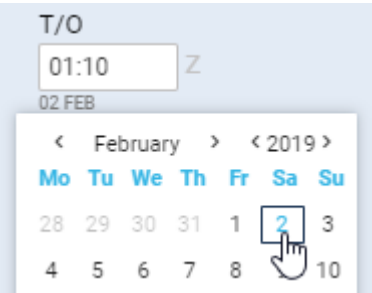 T/O
01:10 Z
02 FEB
< February > < 2019 >
Mo Tu We Th Fr Sa Su
28 29 30 31 1 2 3
4 5 6 7 8 10